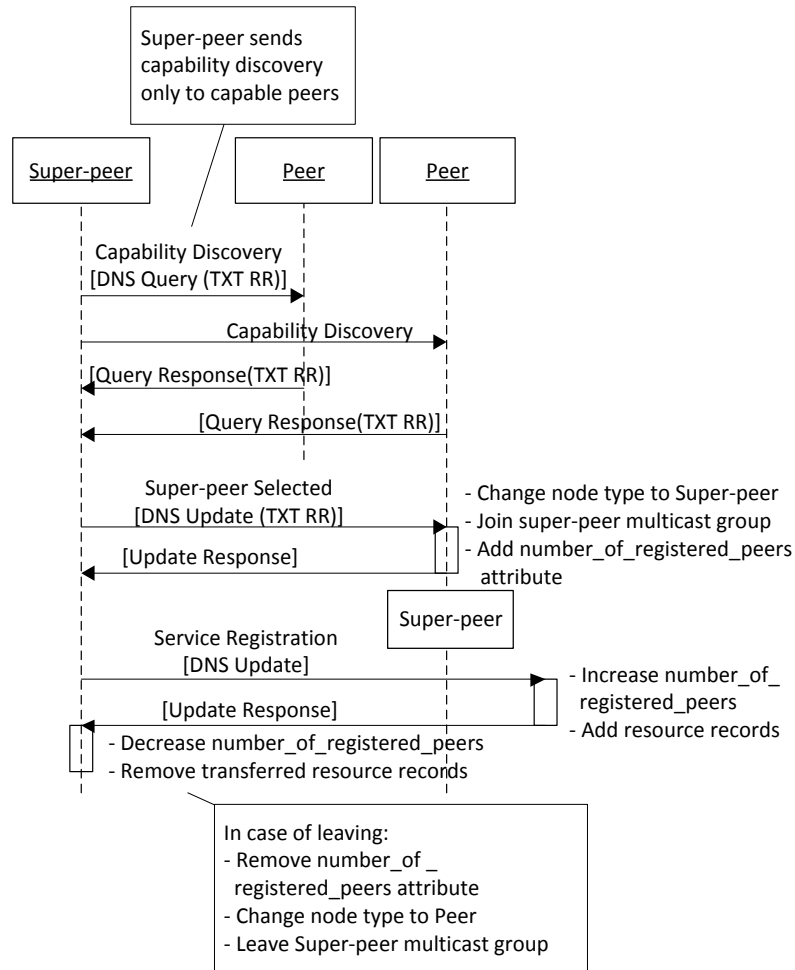 Super-peer sends
capability discovery
only to capable peers
Super-peer
Peer
Peer
Capability Discovery
[DNS Query (TXT RR)]
Capability Discovery
[Query Response(TXT RR)]
[Query Response(TXT RR)]
Super-peer Selected
[DNS Update (TXT RR)]
- Change node type to Super-peer
- Join super-peer multicast group
- Add number_of_registered_peers
attribute
[Update Response]
Super-peer
Service Registration
[DNS Update]
- Increase number_of_
registered_peers
- Add resource records
[Update Response]
- Decrease number_of_registered_peers
- Remove transferred resource records
In case of leaving:
- Remove number_of _
registered_peers attribute
- Change node type to Peer
- Leave Super-peer multicast group